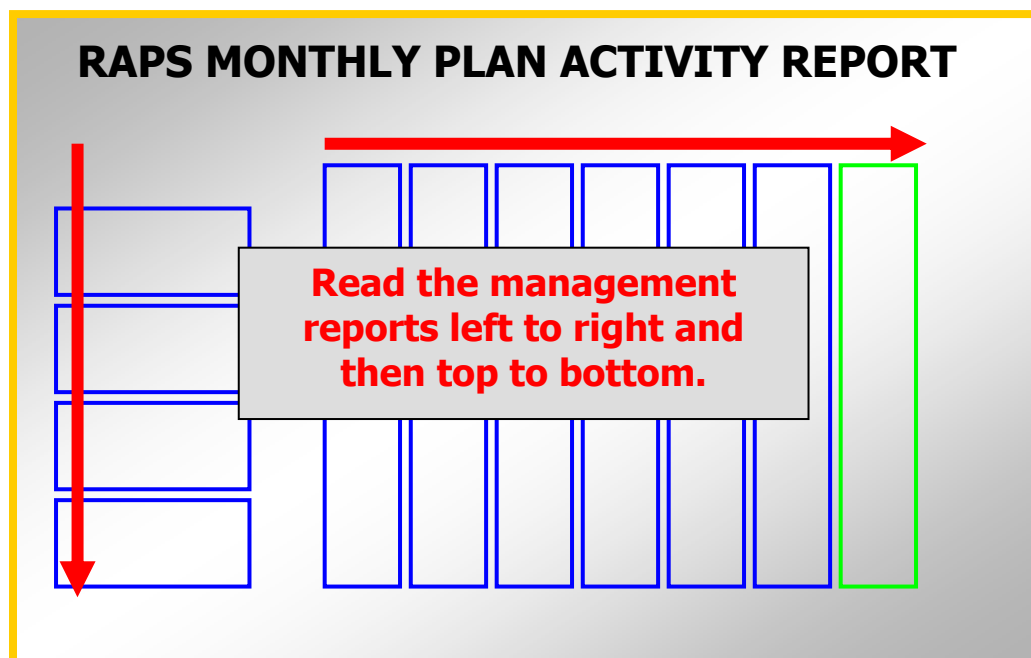 RAPS MONTHLY PLAN ACTIVITY REPORT
Read the management
reports left to right and
then top to bottom.